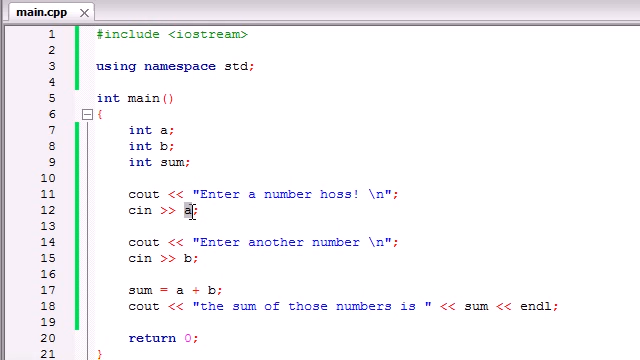 main.cpp
1 #include <iostream>
2
3 using namespace std;
4
5 int main()
6 {
7 int a;
8 int b;
9 int sum;
10
11 cout << "Enter a number hoss! \n";
12 cin >> a;
13
14 cout << "Enter another number \n";
15 cin >> b;
16
17 sum = a + b;
18 cout << "the sum of those numbers is " << sum << endl;
19
20 return 0;
21 }